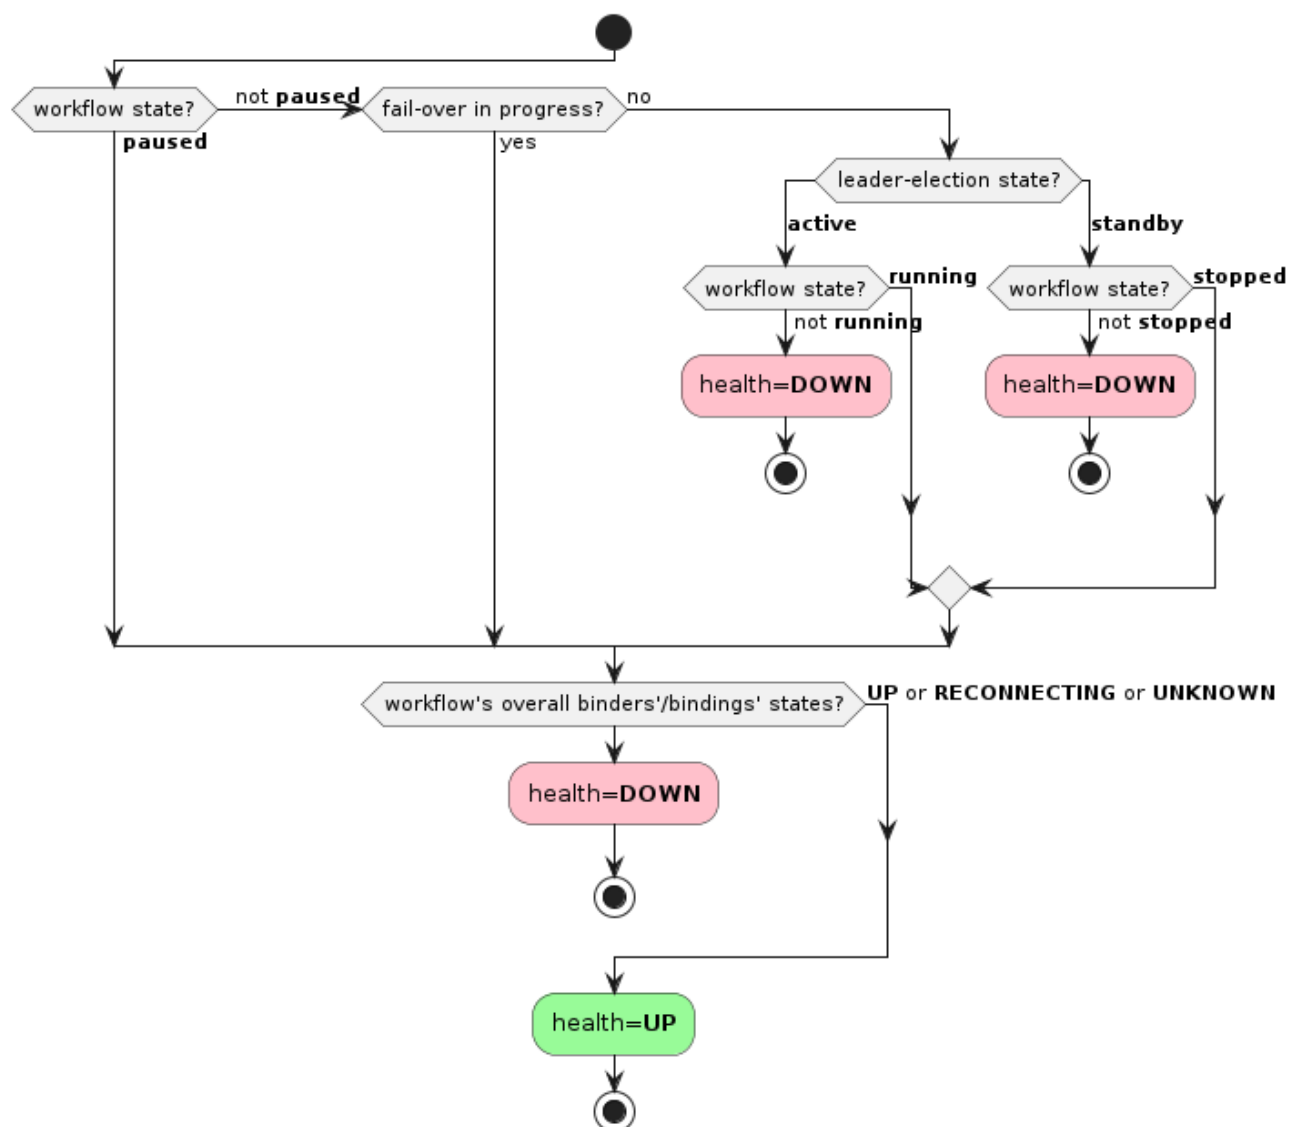 workflow state?
not paused
fail-over in progress?
no
paused
yes
leader-election state?
active
standby
workflow state?
running
workflow state?
stopped
not running
not stopped
health=DOWN
health=DOWN
workflow's overall binders'/bindings' states?
UP or RECONNECTING or UNKNOWN
health=DOWN
health=UP